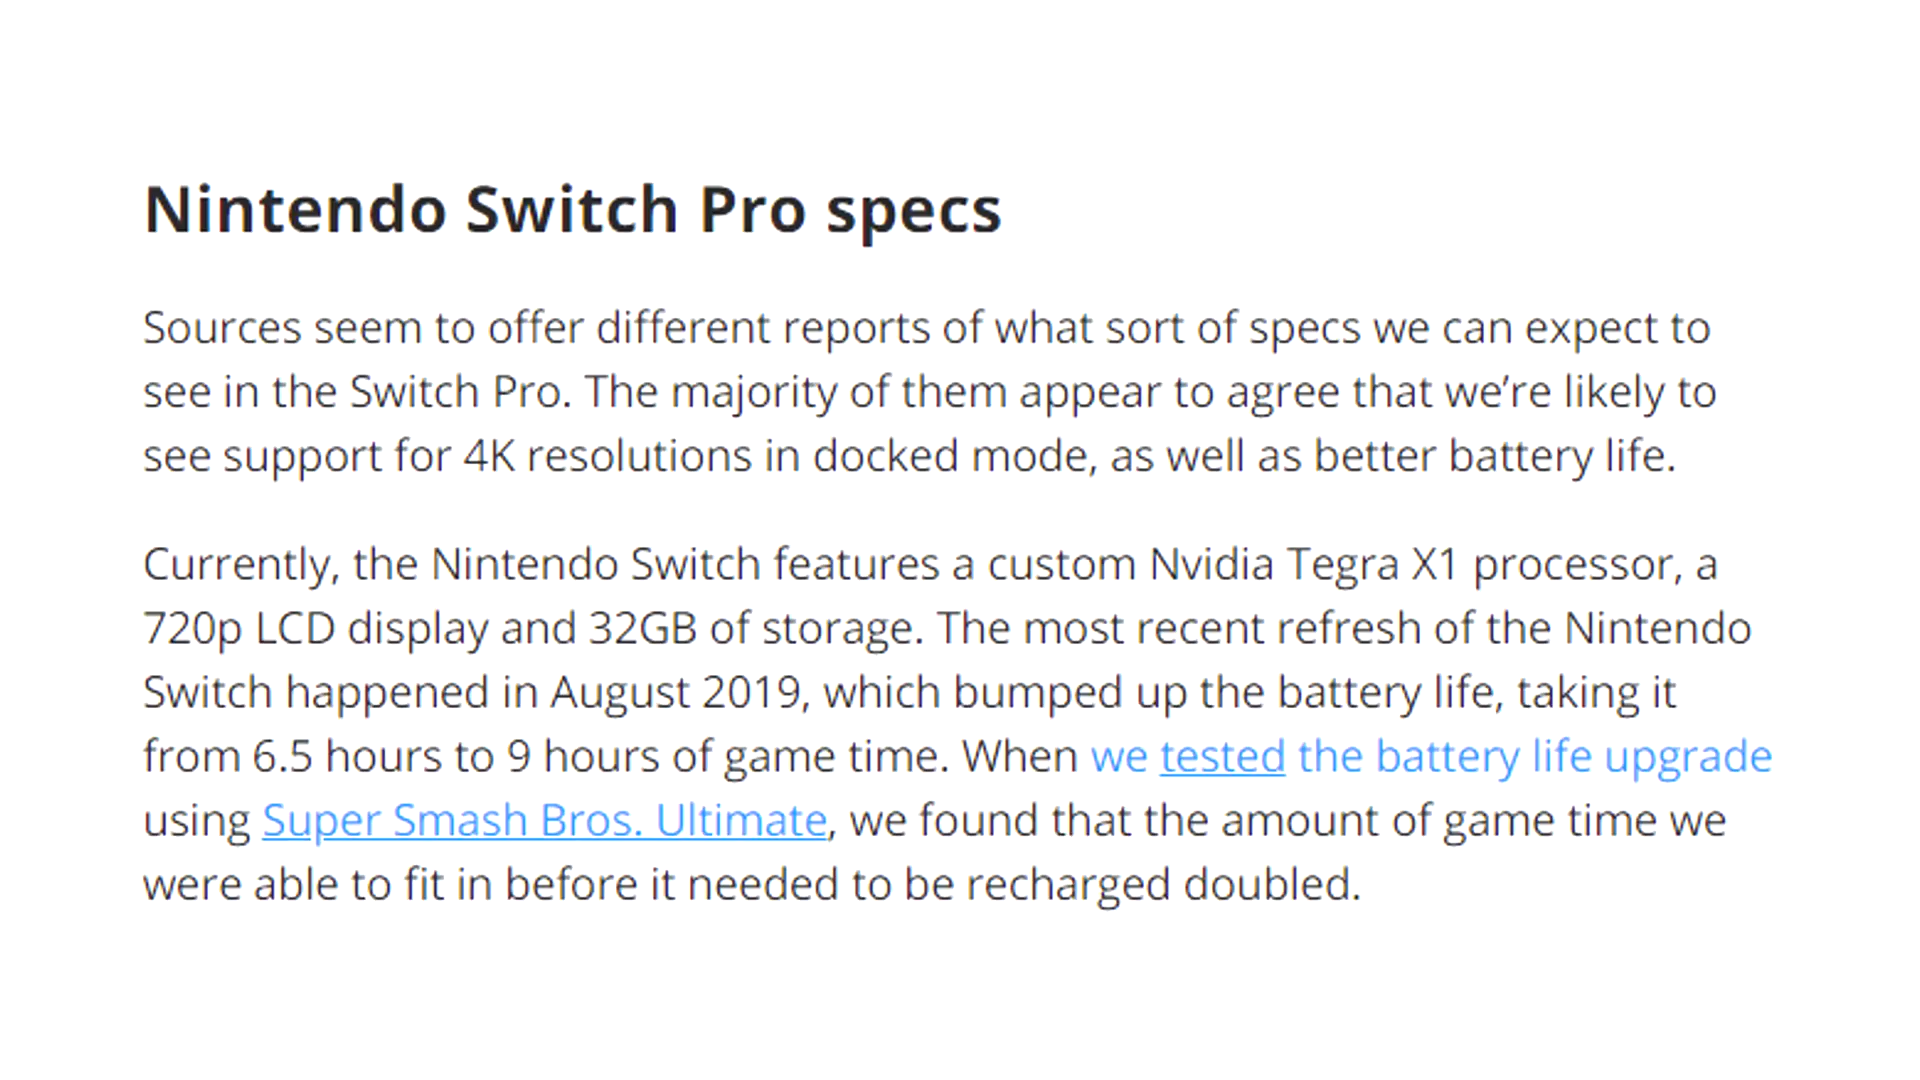 Nintendo Switch Pro specs
Sources seem to offer different reports of what sort of specs we can expect to
see in the Switch Pro. The majority of them appear to agree that we’re likely to
see support for 4K resolutions in docked mode, as well as better battery life.
Currently, the Nintendo Switch features a custom Nvidia Tegra X1 processor, a
720p LCD display and 32GB of storage. The most recent refresh of the Nintendo
Switch happened in August 2019, which bumped up the battery life, taking it
from 6.5 hours to 9 hours of game time. When we tested the battery life upgrade
using Super Smash Bros. Ultimate, we found that the amount of game time we
were able to fit in before it needed to be recharged doubled.